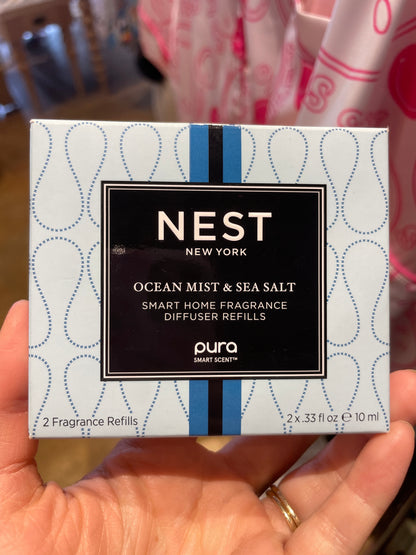 NEST
NEW YORK
OCEAN MIST & SEA SALT
SMART HOME FRAGRANCE
DIFFUSER REFILLS
pura
SMART SCENT™
2 Fragrance Refills
2 x .33 fl oz ℮ 10 ml